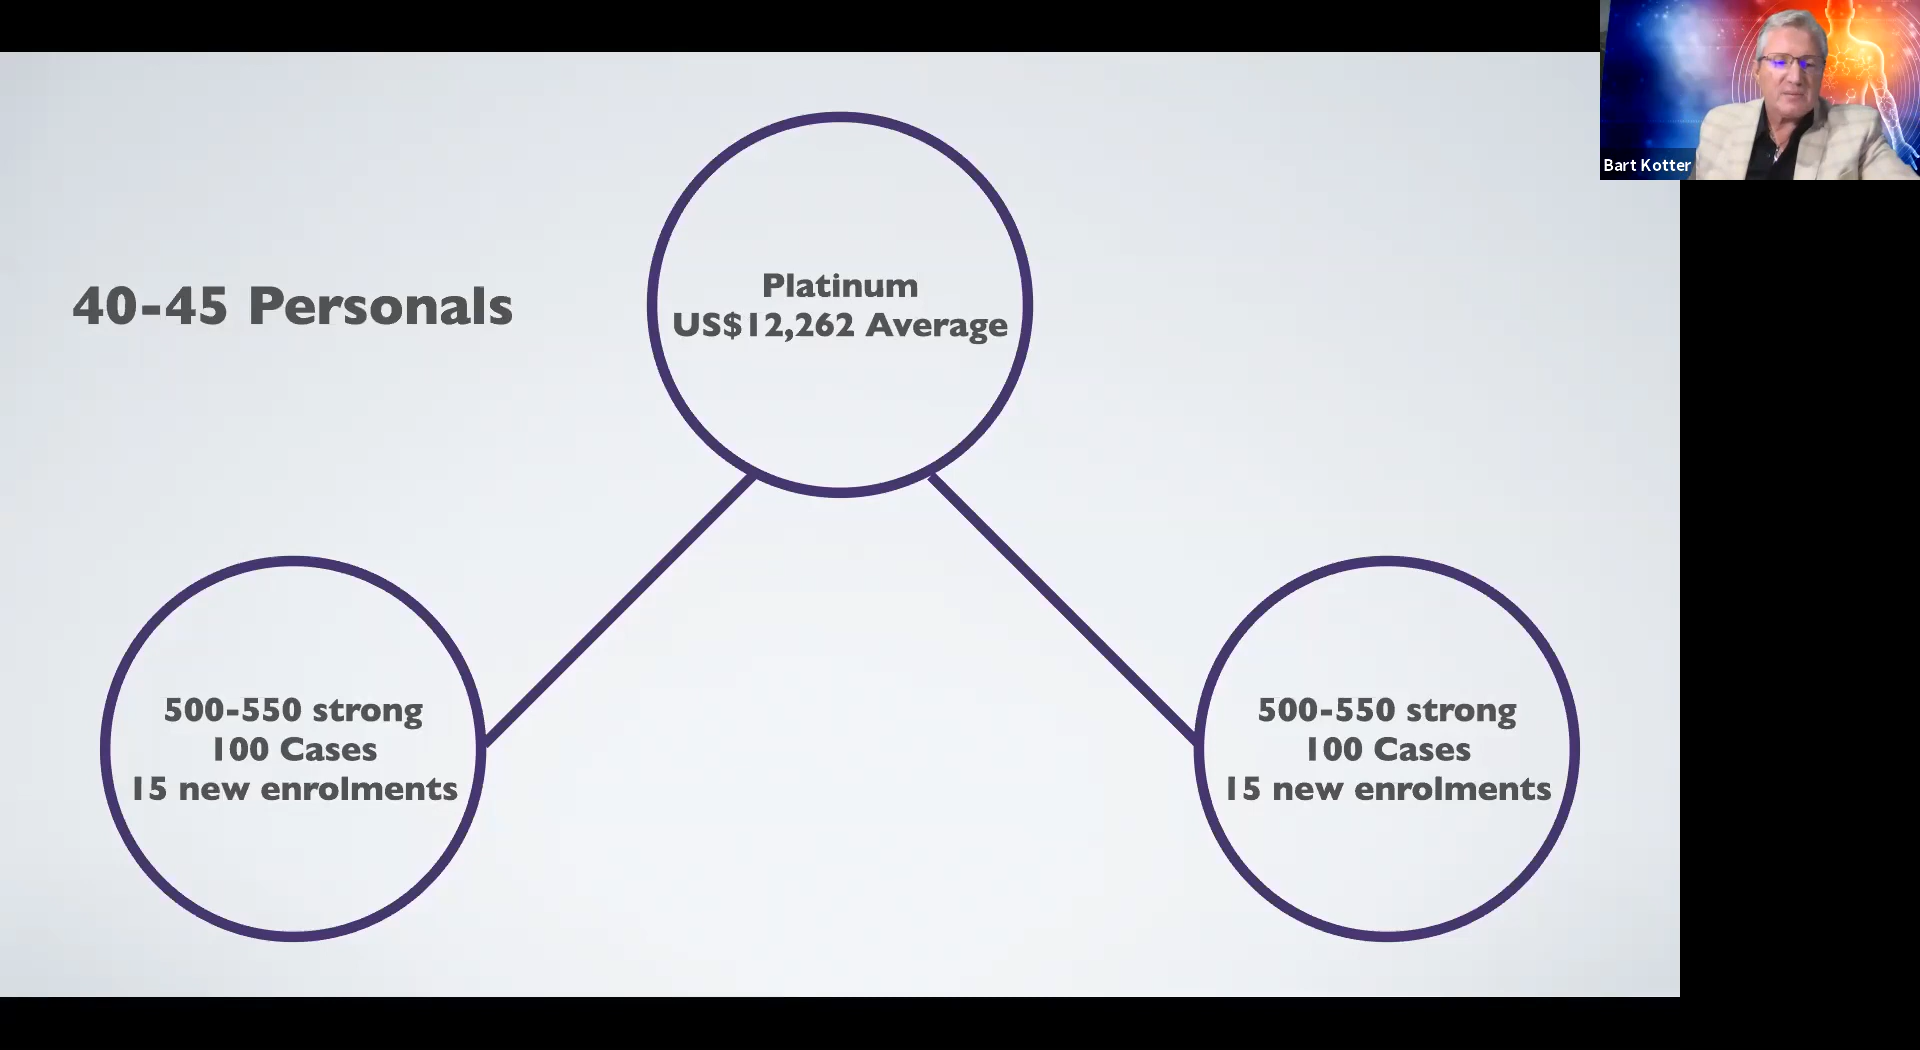 Bart Kotter
40-45 Personals
Platinum
US$12,262 Average
500-550 strong
100 Cases
15 new enrolments
500-550 strong
100 Cases
15 new enrolments